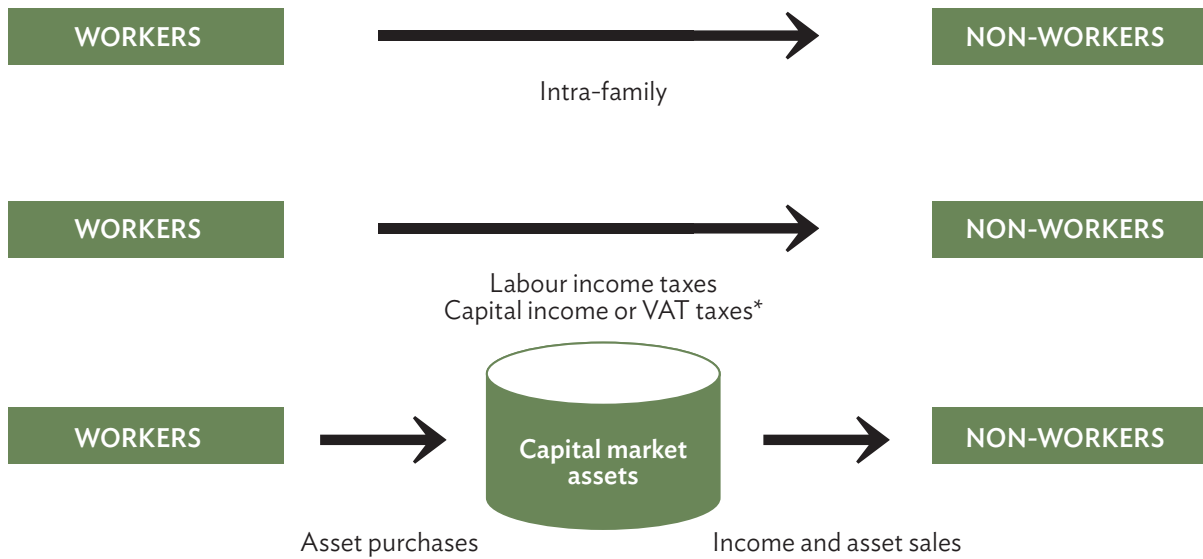 WORKERS
NON-WORKERS
Intra-family
WORKERS
NON-WORKERS
Labour income taxes
Capital income or VAT taxes*
WORKERS
Capital market
assets
NON-WORKERS
Asset purchases
Income and asset sales